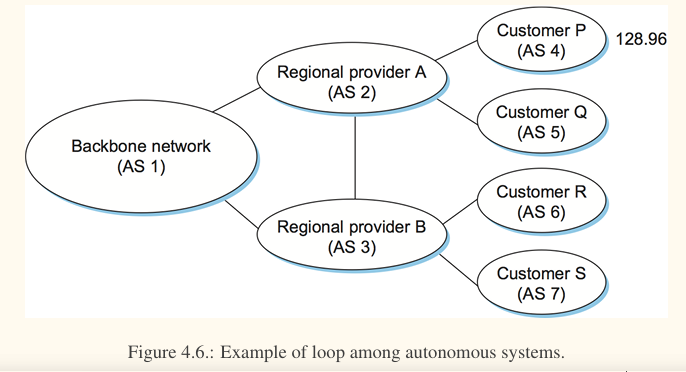 Customer P
(AS 4)
128.96
Regional provider A
(AS 2)
Customer Q
(AS 5)
Backbone network
(AS 1)
Customer R
(AS 6)
Regional provider B
(AS 3)
Customer S
(AS 7)
Figure 4.6.: Example of loop among autonomous systems.